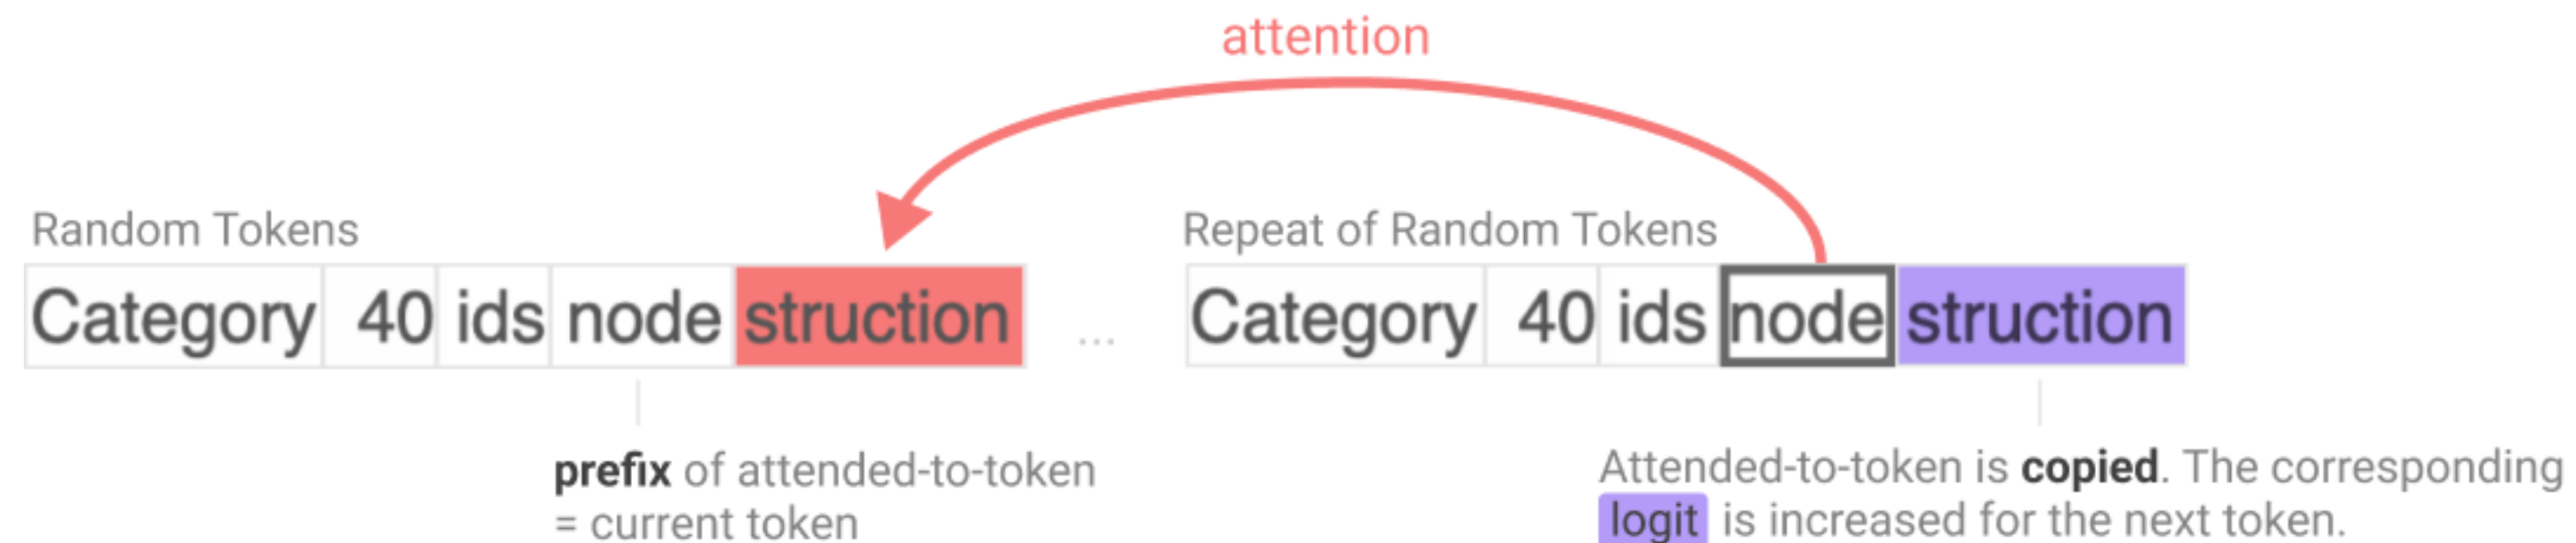 attention
Random Tokens
Repeat of Random Tokens
Category 40 ids node struction ... Category 40 ids node struction
prefix of attended-to-token
= current token
Attended-to-token is copied. The corresponding
logit is increased for the next token.